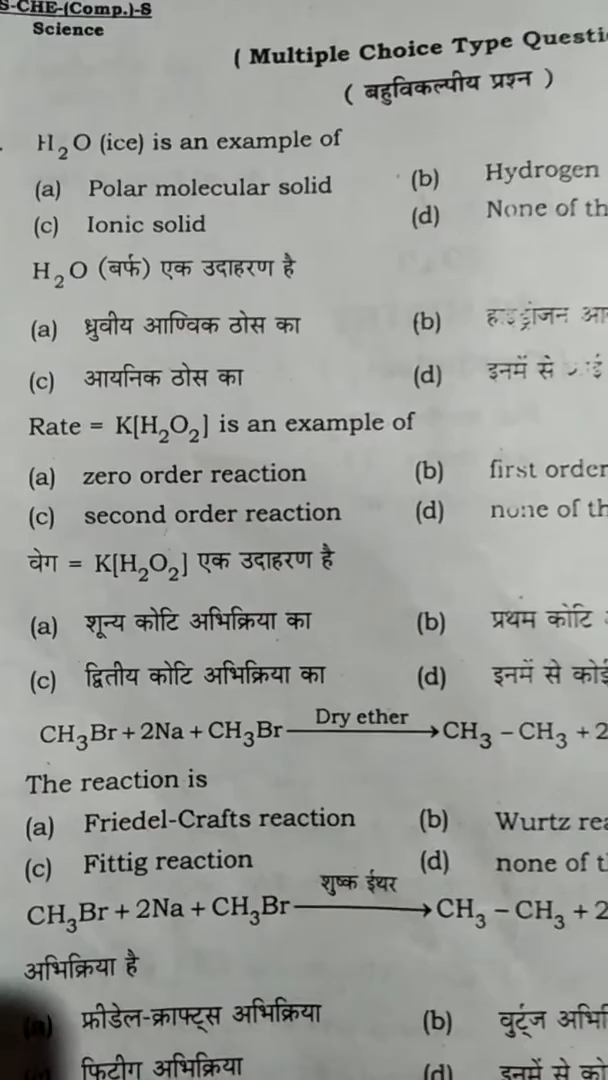 S-CHE-(Comp.)-8
Science
( Multiple Choice Type Questi
( बहुविकल्पीय प्रश्न )
H₂O (ice) is an example of
(a) Polar molecular solid (b) Hydrogen
(c) Ionic solid (d) None of th
H₂O (बर्फ) एक उदाहरण है
(a) ध्रुवीय आण्विक ठोस का (b)
(c) आयनिक ठोस का (d) इनमें से
Rate = K[H₂O₂] is an example of
(a) zero order reaction (b) first order
(c) second order reaction (d) none of th
वेग = K[H₂O₂] एक उदाहरण है
(a) शून्य कोटि अभिक्रिया का (b) प्रथम कोटि
(c) द्वितीय कोटि अभिक्रिया का (d) इनमें से कोई
CH₃Br + 2Na + CH₃Br —Dry ether→ CH₃ – CH₃ + 2
The reaction is
(a) Friedel-Crafts reaction (b) Wurtz rea
(c) Fittig reaction (d) none of t
CH₃Br + 2Na + CH₃Br —शुष्क ईथर→ CH₃ – CH₃ + 2
अभिक्रिया है
(a) फ्रीडेल-क्राफ्ट्स अभिक्रिया (b) वुर्ट्ज अभि
फिटीग अभिक्रिया (d) इनमें से को